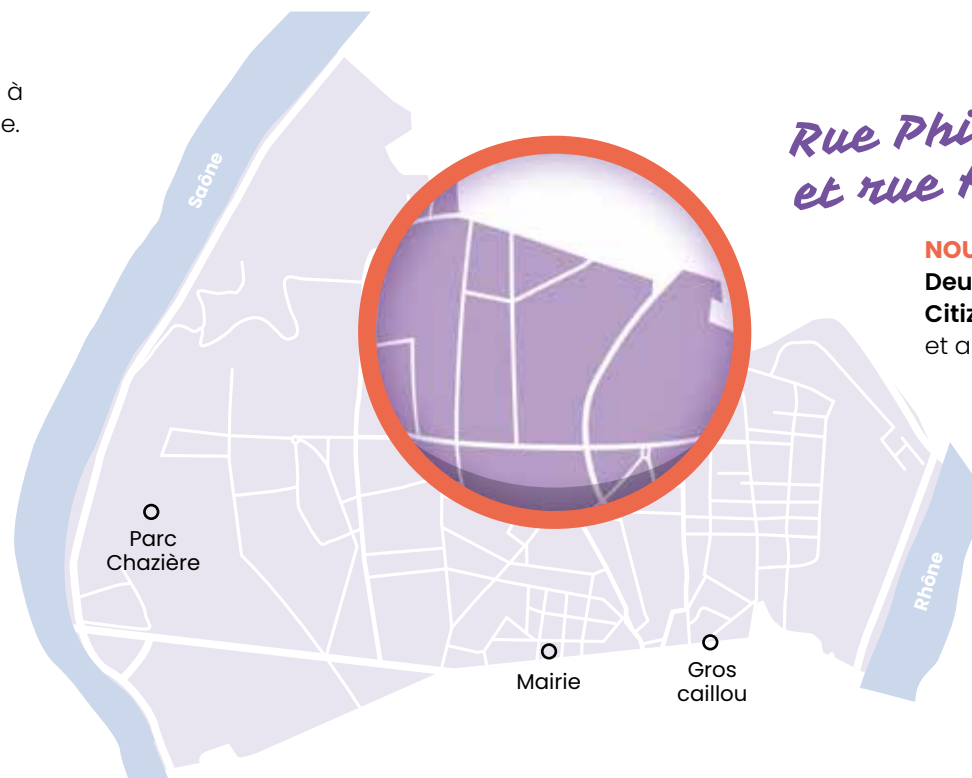 à
e.
Saône
Rue Phi
et rue
NOU
Deu
Citiz
et a
Parc
Chazière
Mairie
Gros
caillou
Rhône